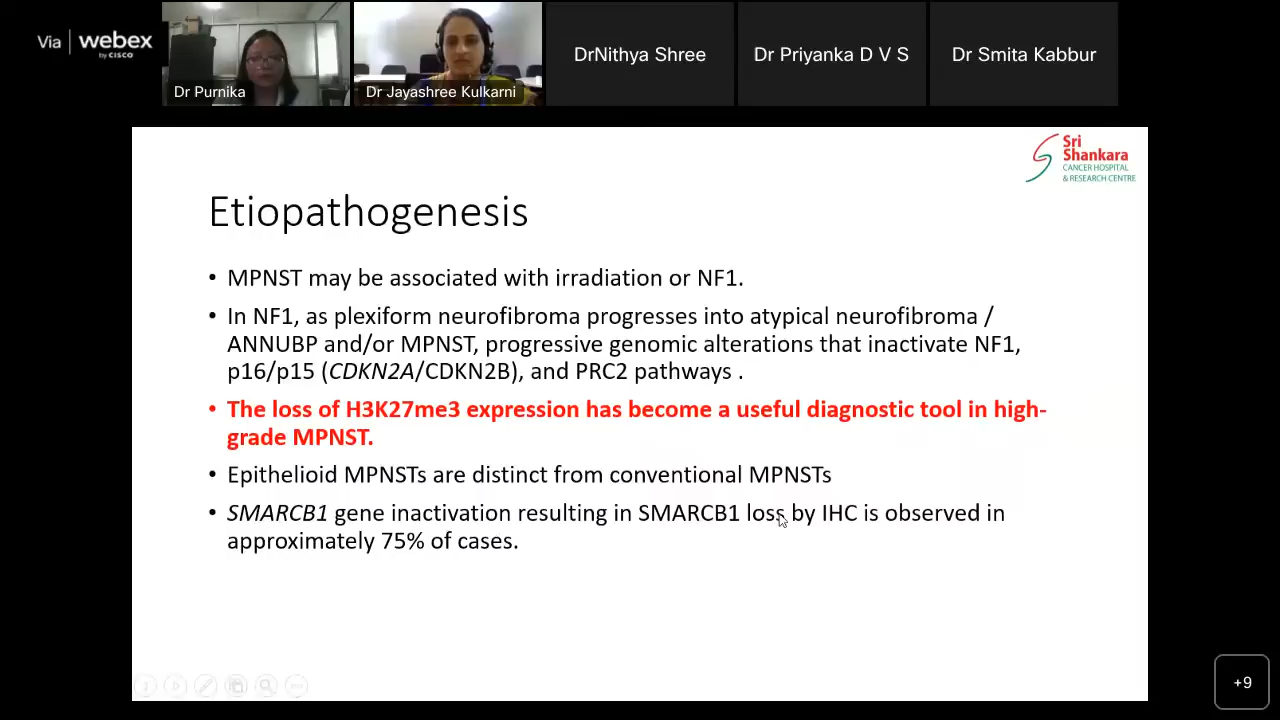 Via webex
by CISCO
Dr Purnika
Dr Jayashree Kulkarni
DrNithya Shree
Dr Priyanka D V S
Dr Smita Kabbur
Sri
Shankara
CANCER HOSPITAL
& RESEARCH CENTRE
Etiopathogenesis
• MPNST may be associated with irradiation or NF1.
• In NF1, as plexiform neurofibroma progresses into atypical neurofibroma /
ANNUBP and/or MPNST, progressive genomic alterations that inactivate NF1,
p16/p15 (CDKN2A/CDKN2B), and PRC2 pathways .
• The loss of H3K27me3 expression has become a useful diagnostic tool in high-
grade MPNST.
• Epithelioid MPNSTs are distinct from conventional MPNSTs
• SMARCB1 gene inactivation resulting in SMARCB1 loss by IHC is observed in
approximately 75% of cases.
+9